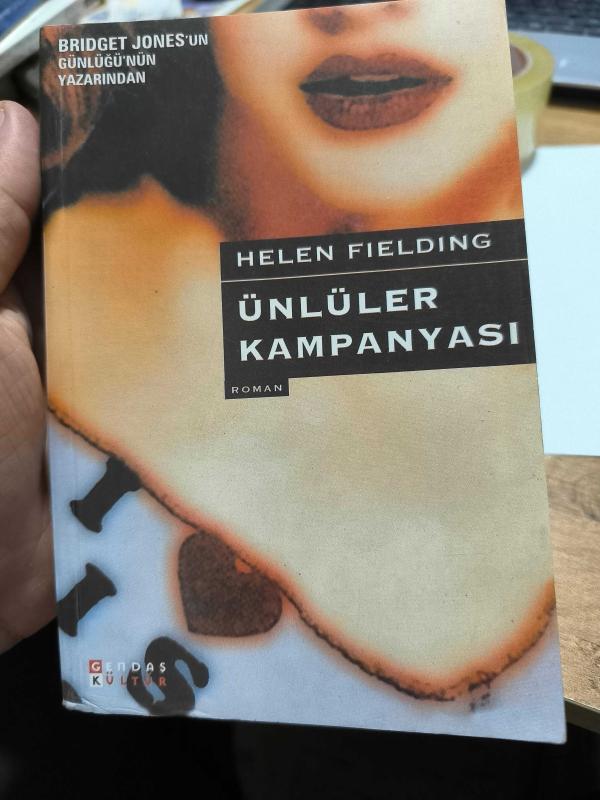 BRIDGET JONES'UN
GÜNLÜĞÜ'NÜN
YAZARINDAN
HELEN FIELDING
ÜNLÜLER
KAMPANYASI
ROMAN
I
I
S
GENDAŞ
KÜLTÜR